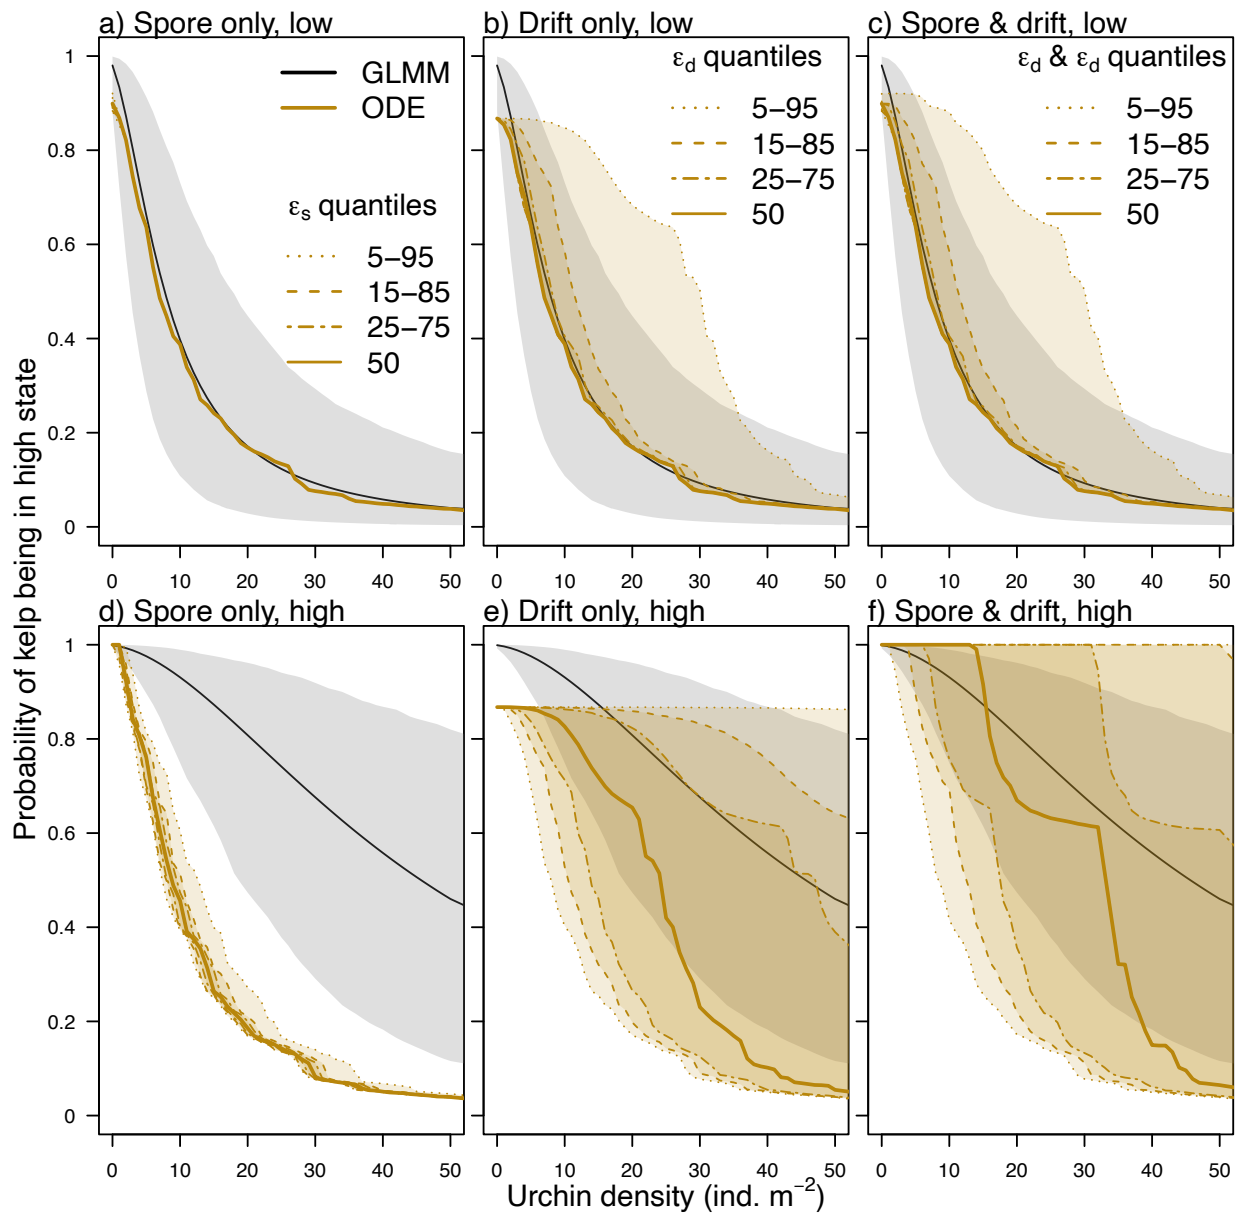 a) Spore only, low
b) Drift only, low
c) Spore & drift, low
GLMM
ODE
εs quantiles
5−95
15−85
25−75
50
εd quantiles
5−95
15−85
25−75
50
εd & εd quantiles
5−95
15−85
25−75
50
1
0.8
0.6
0.4
0.2
0
0 10 20 30 40 50
0 10 20 30 40 50
0 10 20 30 40 50
d) Spore only, high
e) Drift only, high
f) Spore & drift, high
1
0.8
0.6
0.4
0.2
0
0 10 20 30 40 50
0 10 20 30 40 50
0 10 20 30 40 50
Probability of kelp being in high state
Urchin density (ind. m⁻²)